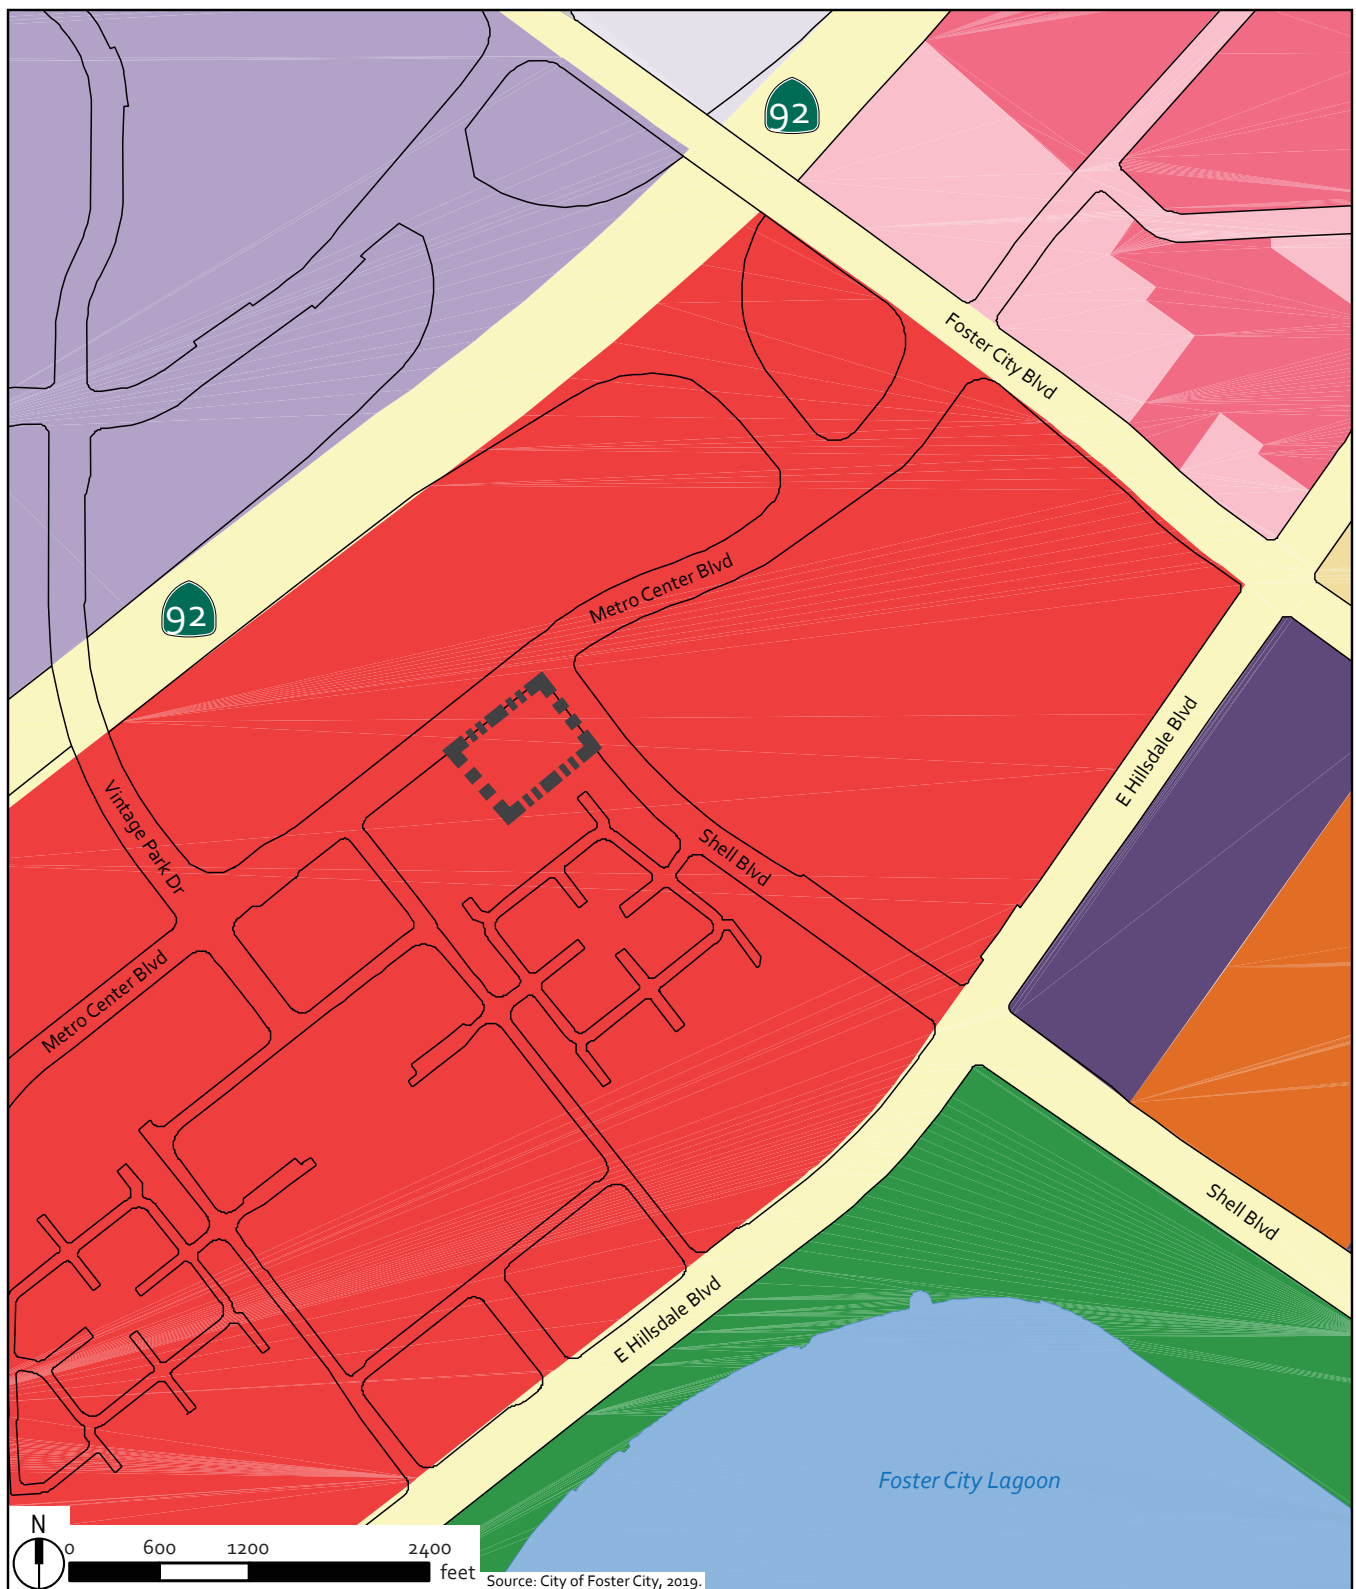 92
Foster City Blvd
Metro Center Blvd
92
E Hillsdale Blvd
Vintage Park Dr
Shell Blvd
Metro Center Blvd
Shell Blvd
E Hillsdale Blvd
Foster City Lagoon
N
0 600 1200 2400
feet
Source: City of Foster City, 2019.